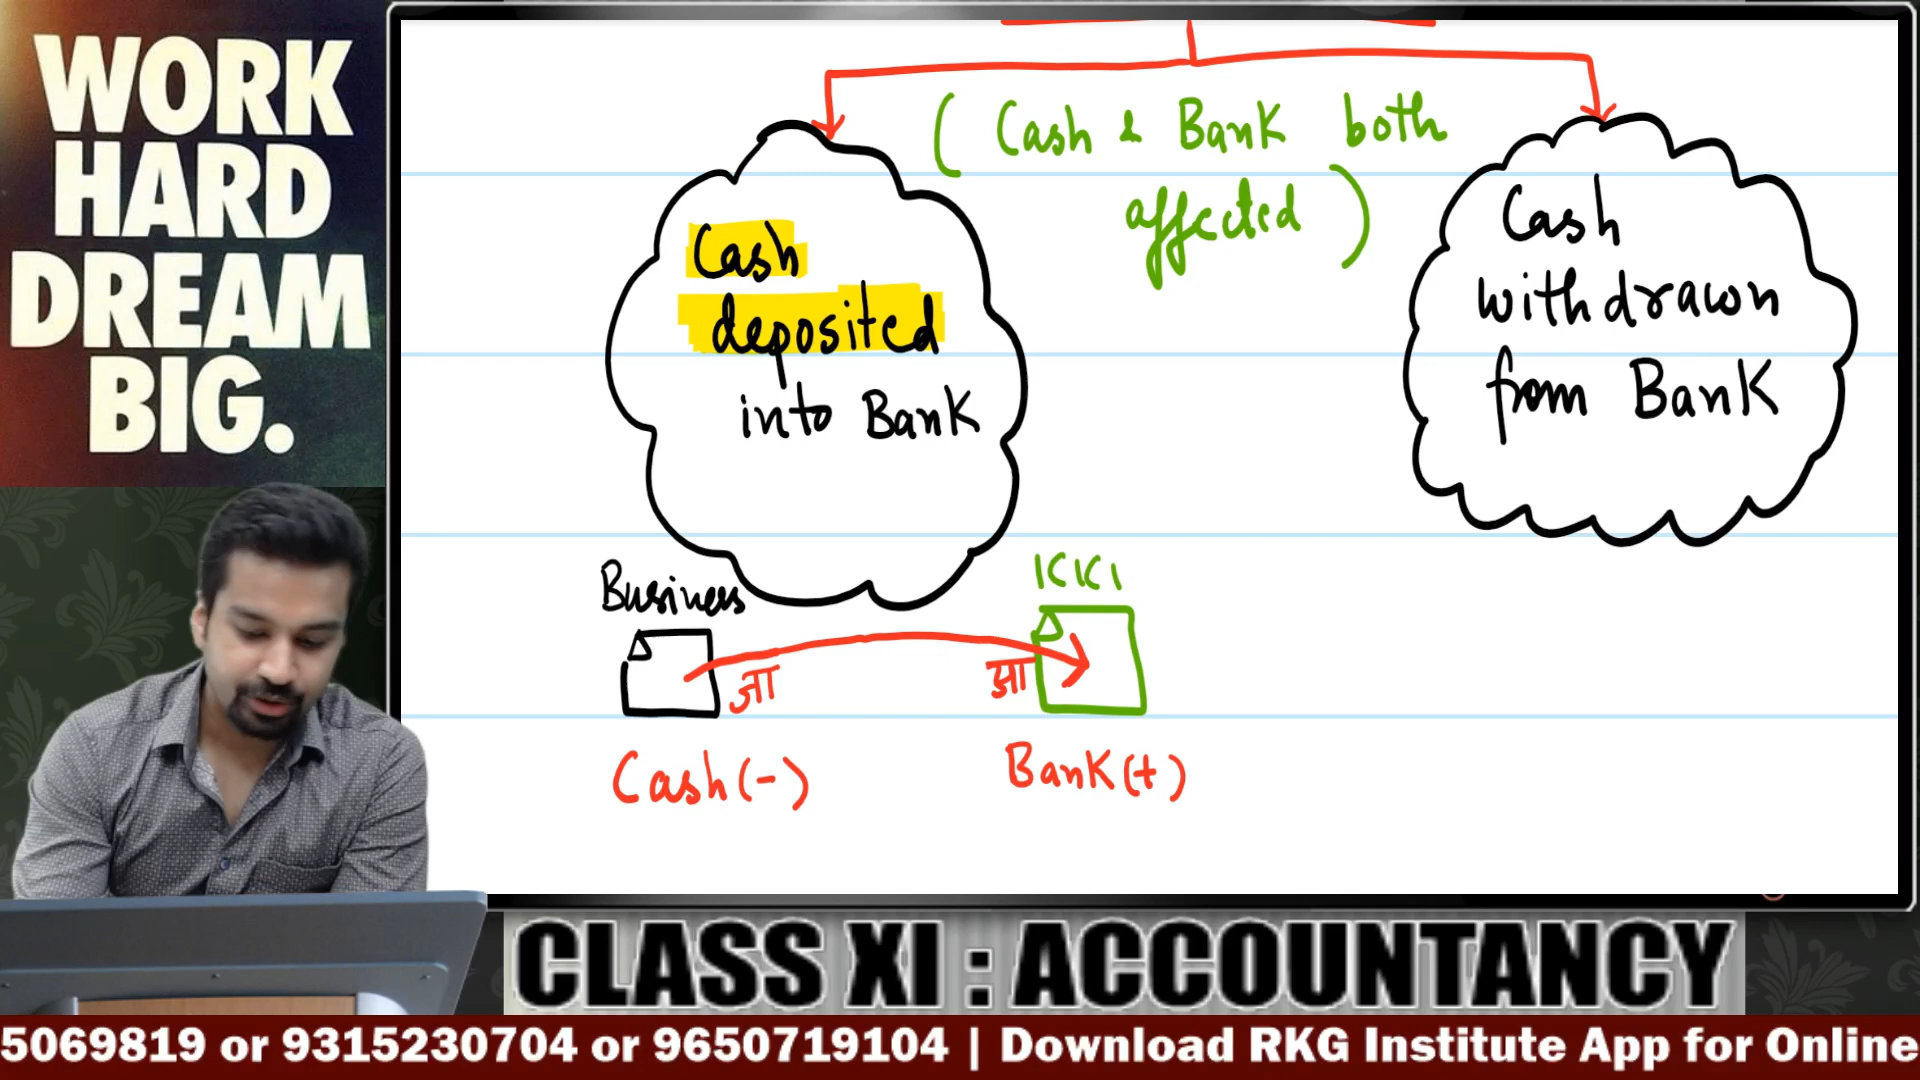 WORK
HARD
DREAM
BIG.
( Cash & Bank both
affected )
Cash
deposited
into Bank
Cash
withdrawn
from Bank
Business
ICICI
जा
आ
Cash (-)
Bank (+)
CLASS XI : ACCOUNTANCY
5069819 or 9315230704 or 9650719104 | Download RKG Institute App for Online